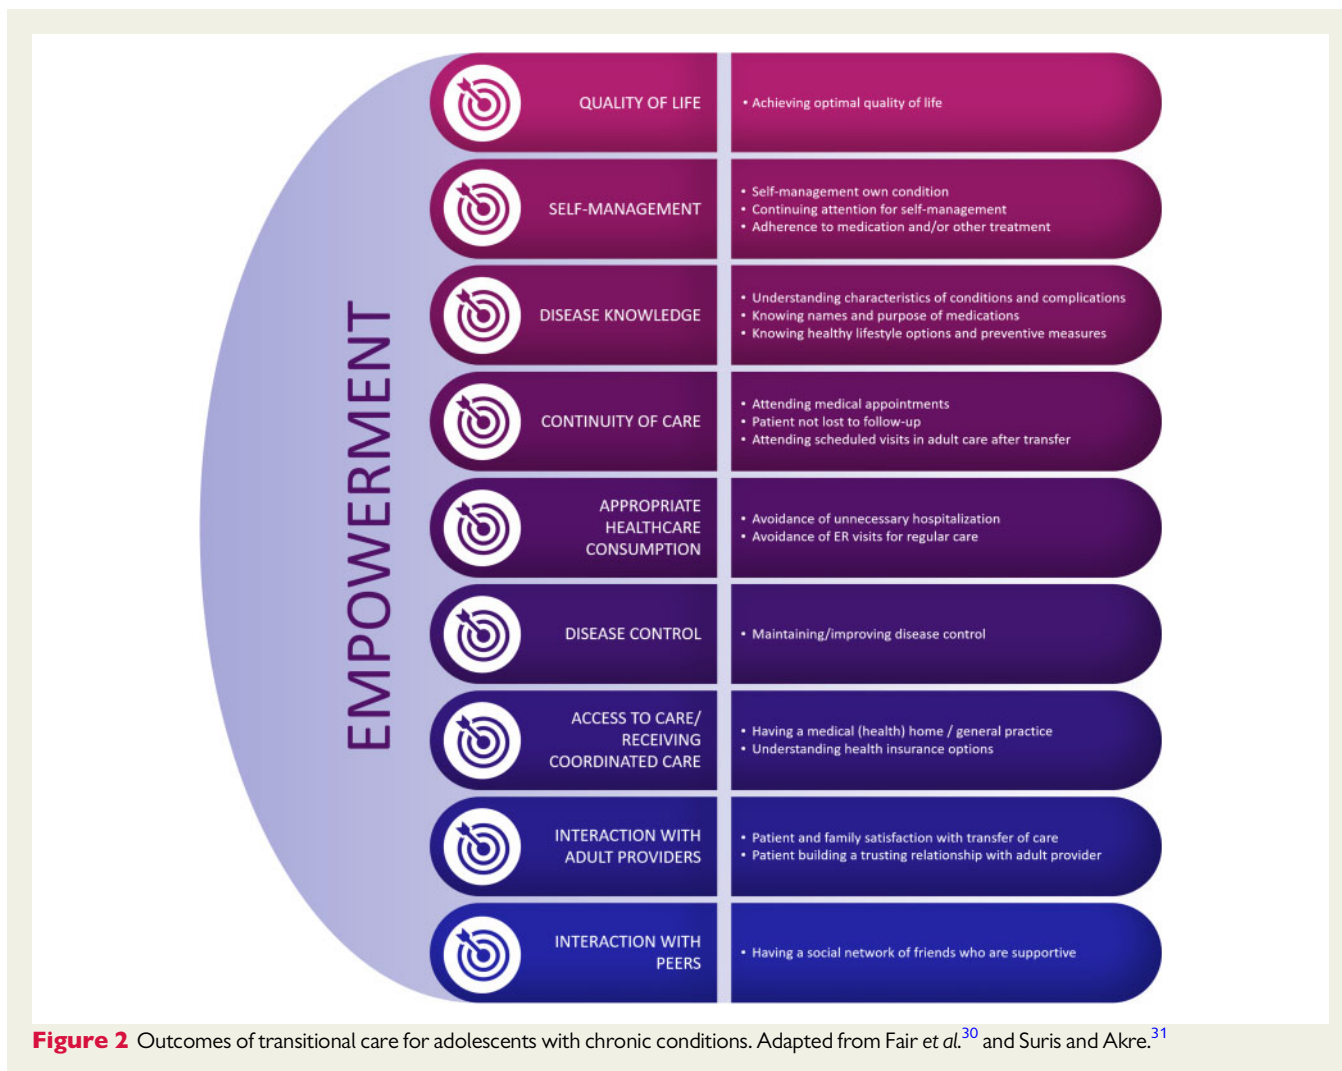 EMPOWERMENT
QUALITY OF LIFE
• Achieving optimal quality of life
SELF-MANAGEMENT
• Self-management own condition
• Continuing attention for self-management
• Adherence to medication and/or other treatment
DISEASE KNOWLEDGE
• Understanding characteristics of conditions and complications
• Knowing names and purpose of medications
• Knowing healthy lifestyle options and preventive measures
CONTINUITY OF CARE
• Attending medical appointments
• Patient not lost to follow-up
• Attending scheduled visits in adult care after transfer
APPROPRIATE
HEALTHCARE
CONSUMPTION
• Avoidance of unnecessary hospitalization
• Avoidance of ER visits for regular care
DISEASE CONTROL
• Maintaining/improving disease control
ACCESS TO CARE/
RECEIVING
COORDINATED CARE
• Having a medical (health) home / general practice
• Understanding health insurance options
INTERACTION WITH
ADULT PROVIDERS
• Patient and family satisfaction with transfer of care
• Patient building a trusting relationship with adult provider
INTERACTION WITH
PEERS
• Having a social network of friends who are supportive
Figure 2 Outcomes of transitional care for adolescents with chronic conditions. Adapted from Fair et al.30 and Suris and Akre.31